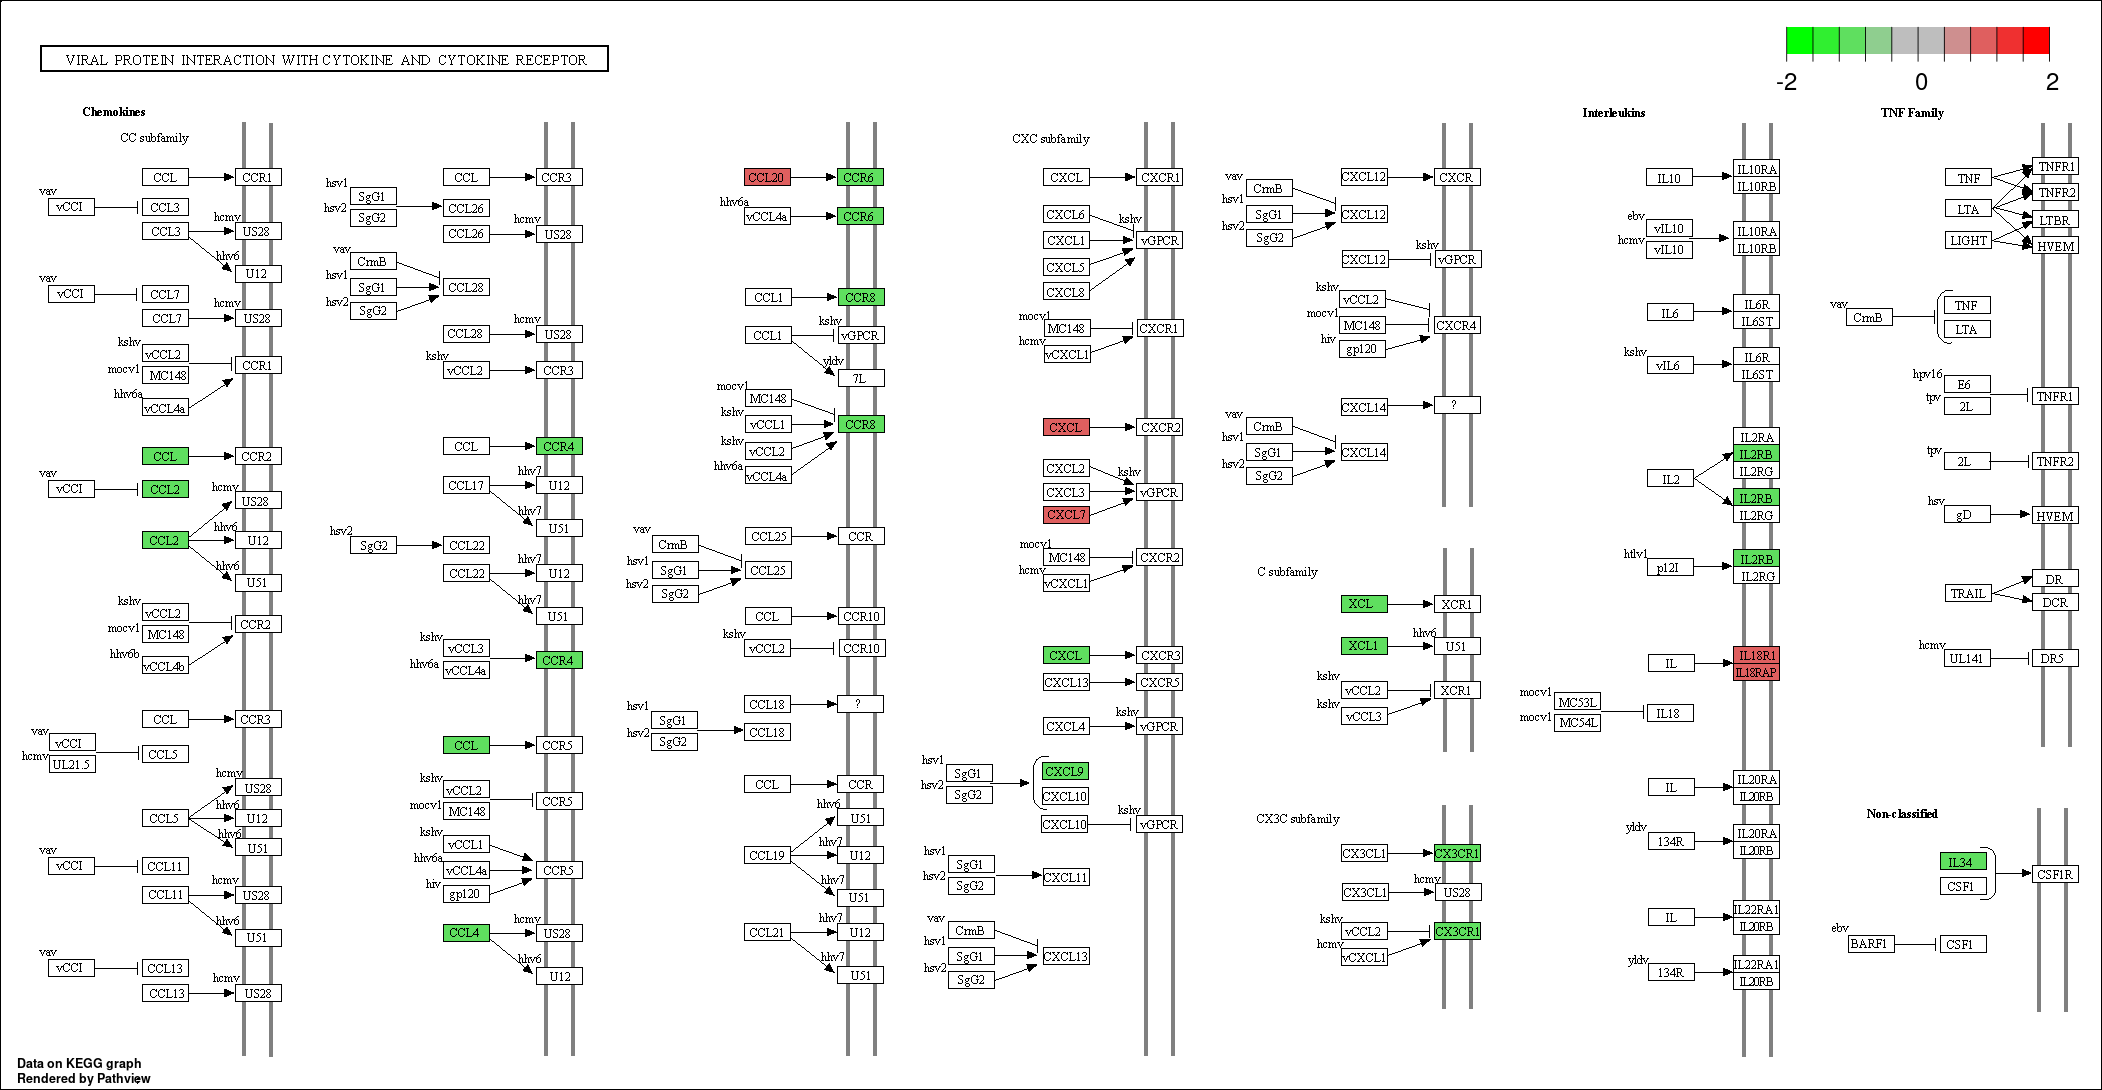 VIRAL PROTEIN INTERACTION WITH CYTOKINE AND CYTOKINE RECEPTOR
-2 0 2
Chemokines
CC subfamily
CCL CCR1
vav
vCCI CCL3
hcmv
CCL3 US28
hhv6
U12
vav
vCCI CCL7
hcmv
CCL7 US28
kshv
vCCL2
CCR1
mocv1
MC148
hhv6a
vCCL4a
CCL CCR2
vav
vCCI CCL2
hcmv
US28
hhv6
CCL2 U12
hhv6
U51
kshv
vCCL2
CCR2
mocv1
MC148
hhv6b
vCCL4b
CCL CCR3
vav
vCCI
CCL5
hcmv
UL21.5
hcmv
US28
hhv6
CCL5 U12
hhv6
U51
vav
vCCI CCL11
hcmv
CCL11 US28
hhv6
U51
vav
vCCI CCL13
hcmv
CCL13 US28
CCL CCR3
hsv1
SgG1
CCL26
hsv2
SgG2
hcmv
CCL26 US28
vav
CrmB
hsv1
SgG1 CCL28
hsv2
SgG2
hcmv
CCL28 US28
kshv
vCCL2 CCR3
CCL CCR4
hhv7
CCL17 U12
hhv7
U51
hsv2
SgG2 CCL22
hhv7
CCL22 U12
hhv7
U51
kshv
vCCL3
CCR4
hhv6a
vCCL4a
CCL CCR5
kshv
vCCL2
CCR5
mocv1
MC148
kshv
vCCL1
hhv6a
vCCL4a CCR5
hiv
gp120
hcmv
CCL4 US28
hhv6
U12
CCL20 CCR6
hhv6a
vCCL4a CCR6
CCL1 CCR8
kshv
CCL1 vGPCR
yldv
7L
mocv1
MC148
kshv
vCCL1 CCR8
kshv
vCCL2
hhv6a
vCCL4a
CCL25 CCR
vav
CrmB
hsv1
SgG1 CCL25
hsv2
SgG2
CCL CCR10
kshv
vCCL2 CCR10
CCL18 ?
hsv1
SgG1
CCL18
hsv2
SgG2
CCL CCR
hhv6
U51
hhv7
CCL19 U12
hhv7
U51
hhv7
CCL21 U12
hhv7
U51
CXC subfamily
CXCL CXCR1
CXCL6
kshv
CXCL1 vGPCR
CXCL5
CXCL8
mocv1
MC148 CXCR1
hcmv
vCXCL1
CXCL CXCR2
CXCL2
kshv
CXCL3 vGPCR
CXCL7
mocv1
MC148 CXCR2
hcmv
vCXCL1
CXCL CXCR3
CXCL13 CXCR5
kshv
CXCL4 vGPCR
hsv1
SgG1 CXCL9
hsv2
SgG2 CXCL10
kshv
CXCL10 vGPCR
hsv1
SgG1
CXCL11
hsv2
SgG2
vav
CrmB
hsv1
SgG1 CXCL13
hsv2
SgG2
CXCL12 CXCR
vav
CrmB
hsv1
SgG1 CXCL12
hsv2
SgG2
kshv
CXCL12 vGPCR
kshv
vCCL2
mocv1
MC148 CXCR4
hiv
gp120
CXCL14 ?
vav
CrmB
hsv1
SgG1 CXCL14
hsv2
SgG2
C subfamily
XCL XCR1
hhv6
XCL1 U51
kshv
vCCL2 XCR1
kshv
vCCL3
CX3C subfamily
CX3CL1 CX3CR1
hcmv
CX3CL1 US28
kshv
vCCL2 CX3CR1
hcmv
vCXCL1
Interleukins
IL10 IL10RA
IL10RB
ebv
vIL10 IL10RA
hcmv
vIL10 IL10RB
IL6 IL6R
IL6ST
kshv
vIL6 IL6R
IL6ST
IL2RA
IL2RB
IL2RG
IL2
IL2RB
IL2RG
htlv1
p12I IL2RB
IL2RG
IL IL18R1
IL18RAP
mocv1
MC53L
IL18
mocv1
MC54L
IL IL20RA
IL20RB
yldv
134R IL20RA
IL20RB
IL IL22RA1
IL20RB
yldv
134R IL22RA1
IL20RB
TNF Family
TNF TNFR1
TNFR2
LTA LTBR
LIGHT HVEM
vav
CrmB TNF
LTA
hpv16
E6
TNFR1
tpv
2L
tpv
2L TNFR2
hsv
gD HVEM
TRAIL DR
DCR
hcmv
UL141 DR5
Non-classified
IL34
CSF1R
CSF1
ebv
BARF1 CSF1
Data on KEGG graph
Rendered by Pathview